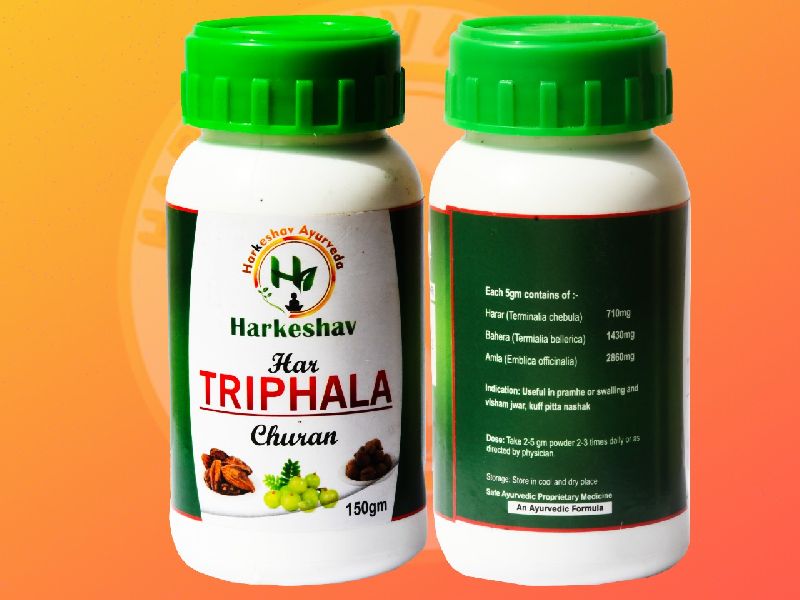 Harkeshav Ayurveda
H
Harkeshav
Har
TRIPHALA
Churan
150gm
Each 5gm contains of :-
Harar (Terminalia chebula) 710mg
Bahera (Termialia bellerica) 1430mg
Amla (Emblica officinalia) 2860mg
Indication: Useful in pramhe or swalling and
visham jwar, kuff pitta nashak
Dose: Take 2-5 gm powder 2-3 times daily or as
directed by physician.
Storage: Store in cool and dry place
Safe Ayurvedic Proprietary Medicine
An Ayurvedic Formula